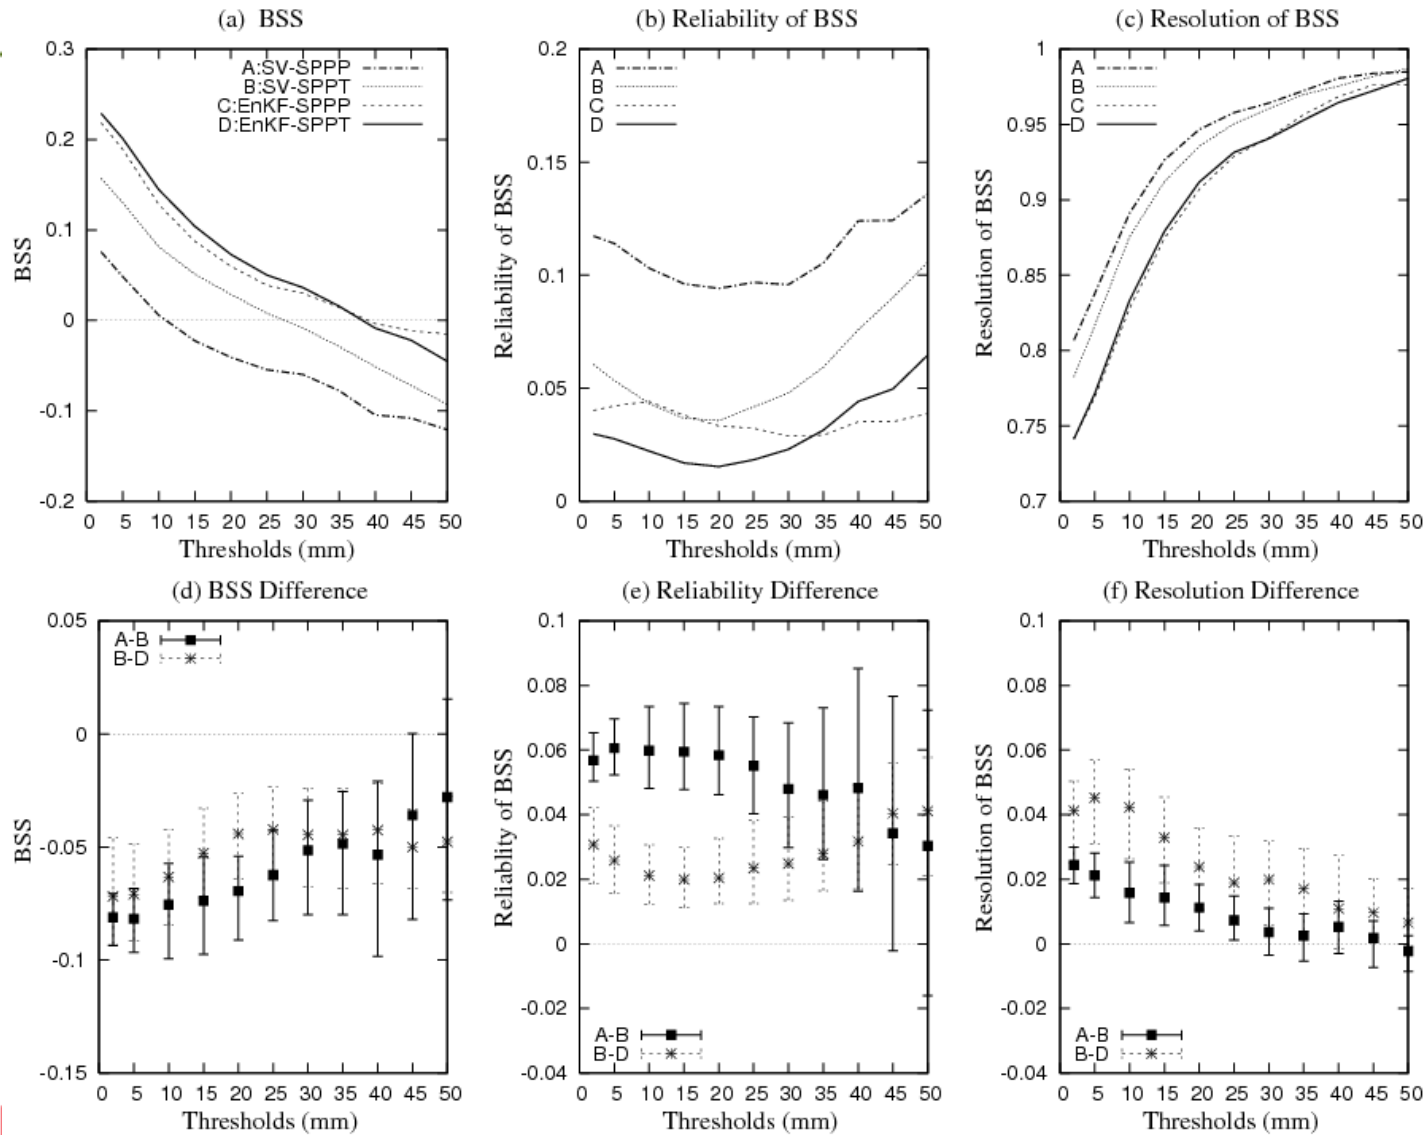 (a) BSS
0.3
0.2
0.1
0
-0.1
-0.2
BSS
A:SV-SPPP
B:SV-SPPT
C:EnKF-SPPP
D:EnKF-SPPT
0 5 10 15 20 25 30 35 40 45 50
Thresholds (mm)
(b) Reliability of BSS
0.2
0.15
0.1
0.05
0
Reliability of BSS
A
B
C
D
0 5 10 15 20 25 30 35 40 45 50
Thresholds (mm)
(c) Resolution of BSS
1
0.95
0.9
0.85
0.8
0.75
0.7
Resolution of BSS
A
B
C
D
0 5 10 15 20 25 30 35 40 45 50
Thresholds (mm)
(d) BSS Difference
0.05
0
-0.05
-0.1
-0.15
BSS
A-B
B-D
0 5 10 15 20 25 30 35 40 45 50
Thresholds (mm)
(e) Reliability Difference
0.1
0.08
0.06
0.04
0.02
0
-0.02
-0.04
Reliablity of BSS
A-B
B-D
0 5 10 15 20 25 30 35 40 45 50
Thresholds (mm)
(f) Resolution Difference
0.1
0.08
0.06
0.04
0.02
0
-0.02
-0.04
Resolution of BSS
A-B
B-D
0 5 10 15 20 25 30 35 40 45 50
Thresholds (mm)